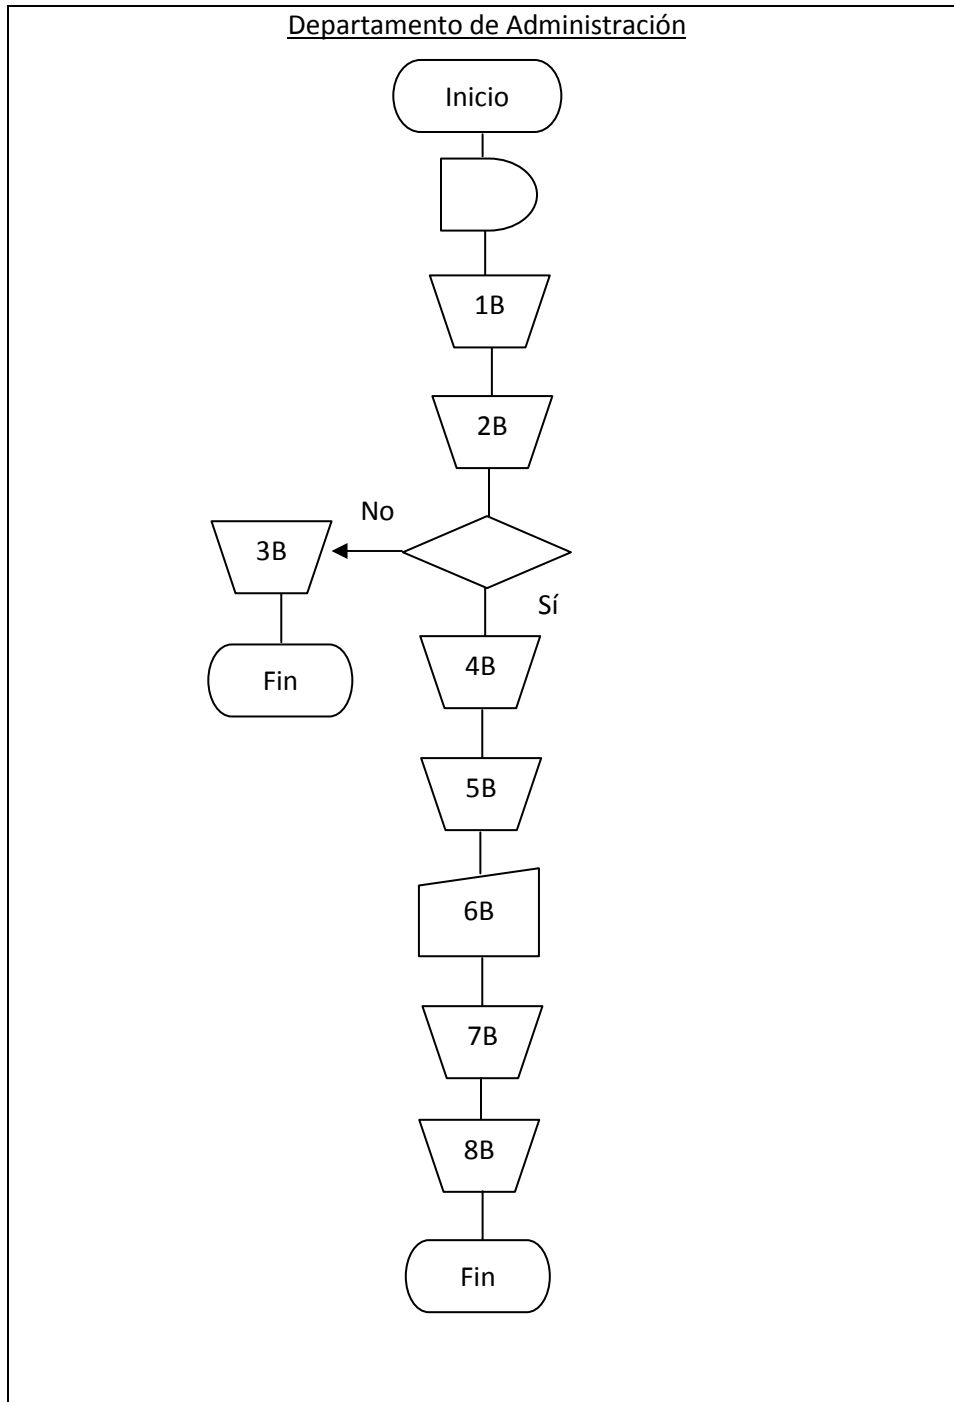 Departamento de Administración
Inicio
1B
2B
No
3B
Sí
4B
Fin
5B
6B
7B
8B
Fin